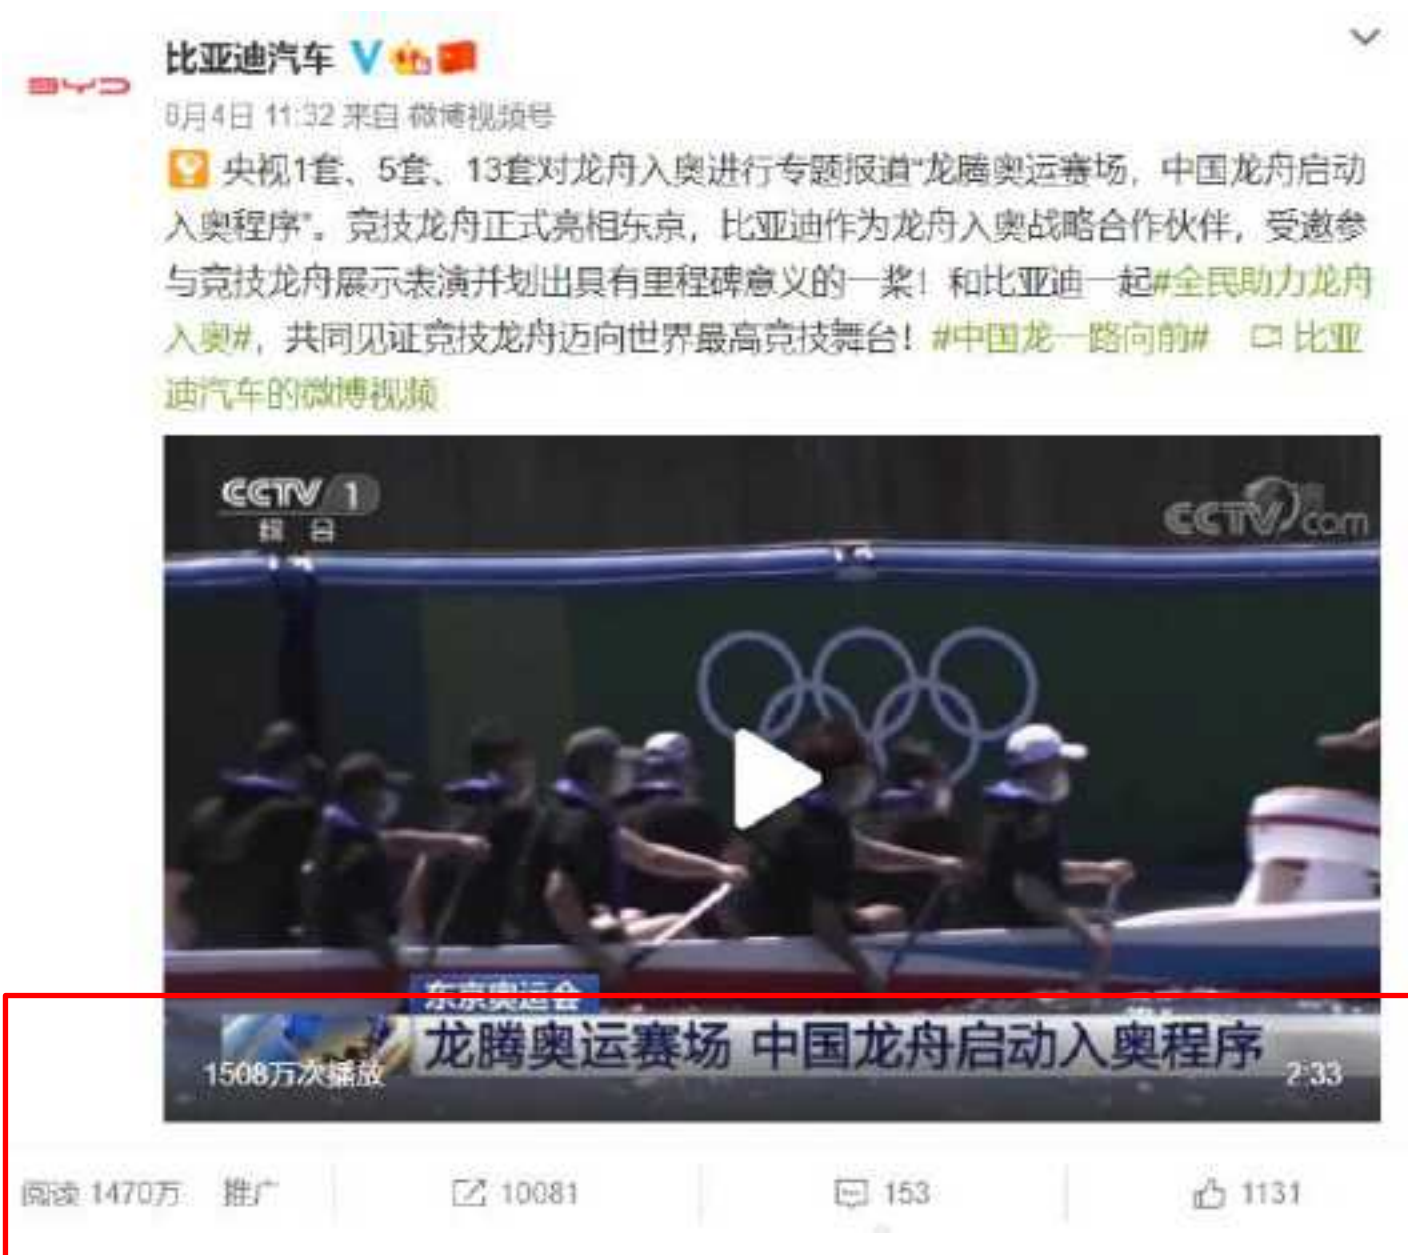 比亚迪汽车
BYD
8月4日 11:32 来自 微博视频号
央视1套、5套、13套对龙舟入奥进行专题报道“龙腾奥运赛场，中国龙舟启动
入奥程序”。竞技龙舟正式亮相东京，比亚迪作为龙舟入奥战略合作伙伴，受邀参
与竞技龙舟展示表演并划出具有里程碑意义的一桨！和比亚迪一起#全民助力龙舟
入奥#，共同见证竞技龙舟迈向世界最高竞技舞台！#中国龙一路向前# 比亚
迪汽车的微博视频
CCTV 1
综合
CCTV.com
东京奥运会
龙腾奥运赛场 中国龙舟启动入奥程序
1508万次播放
2:33
阅读 1470万 推广 10081 153 1131